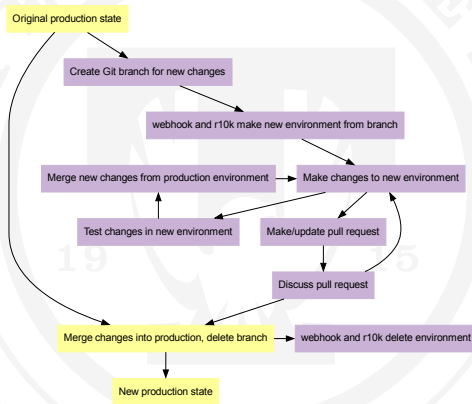 Original production state
Create Git branch for new changes
webhook and r10k make new environment from branch
Merge new changes from production environment
Make changes to new environment
Test changes in new environment
Make/update pull request
19
15
Discuss pull request
Merge changes into production, delete branch
webhook and r10k delete environment
New production state